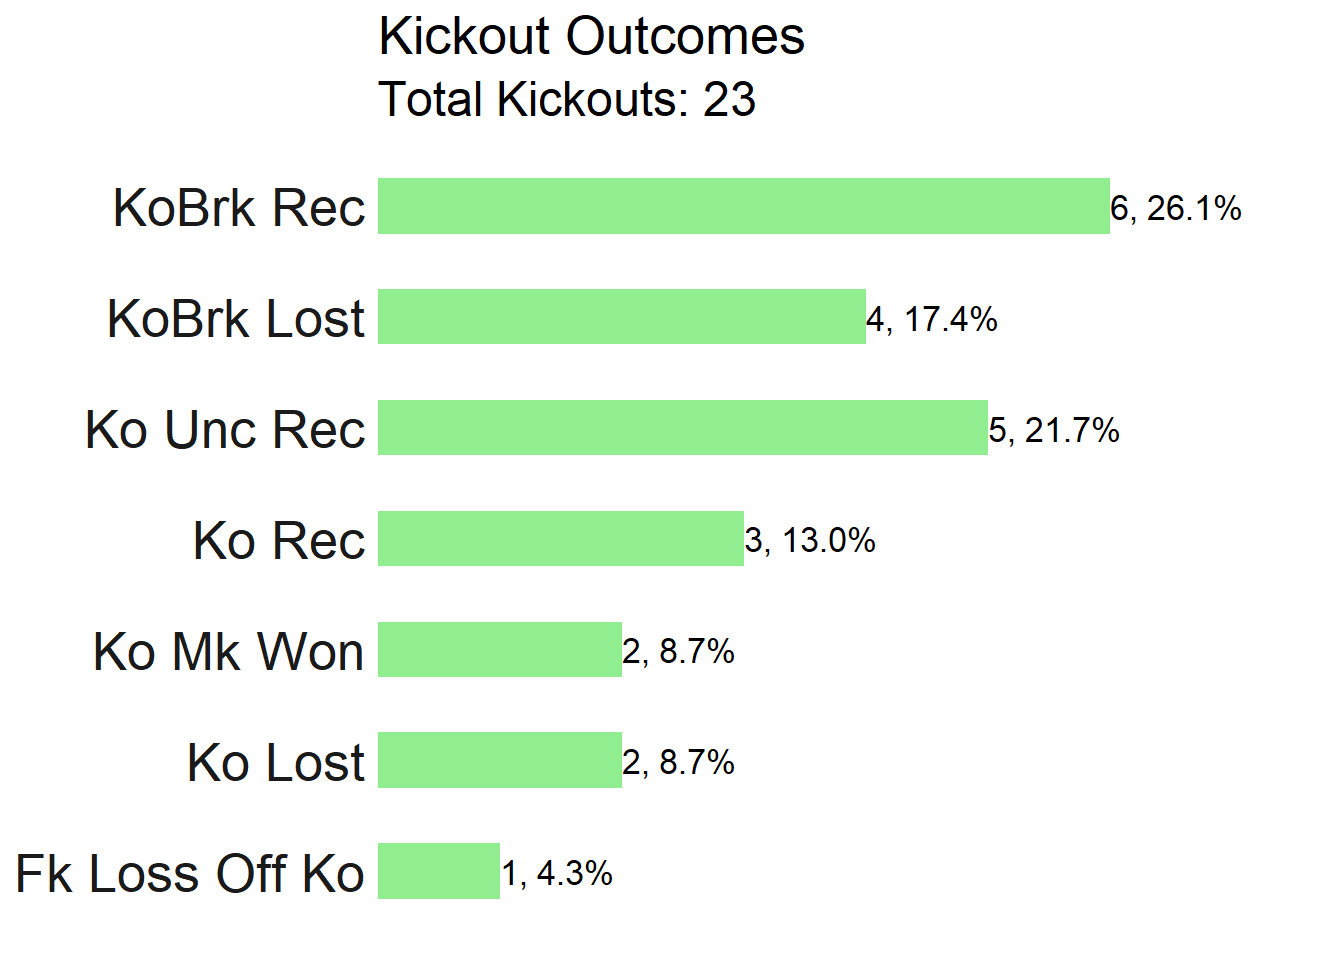 Kickout Outcomes
Total Kickouts: 23
KoBrk Rec 6, 26.1%
KoBrk Lost 4, 17.4%
Ko Unc Rec 5, 21.7%
Ko Rec 3, 13.0%
Ko Mk Won 2, 8.7%
Ko Lost 2, 8.7%
Fk Loss Off Ko 1, 4.3%